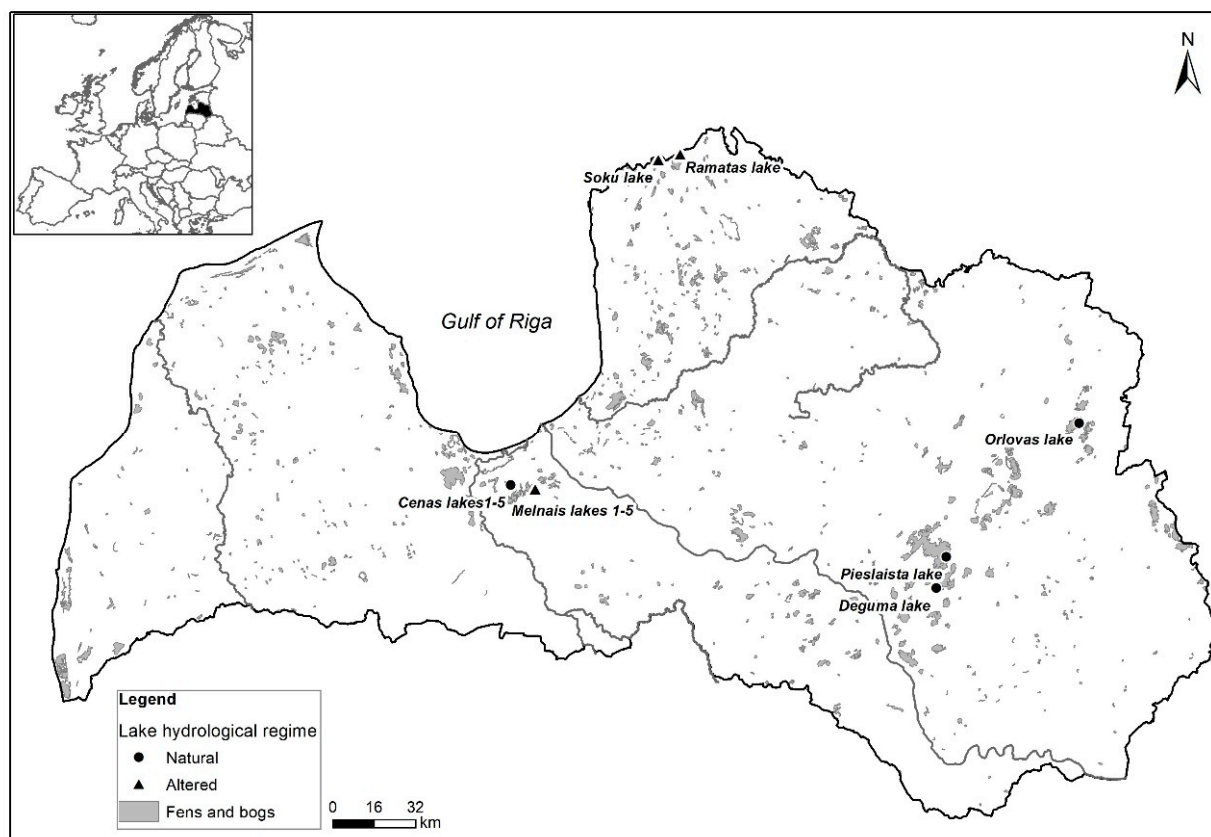 N
Soku lake
Ramatas lake
Gulf of Riga
Orlovas lake
Cenas lakes1-5
Melnais lakes 1-5
Pieslaista lake
Deguma lake
Legend
Lake hydrological regime
Natural
Altered
Fens and bogs
0 16 32
km